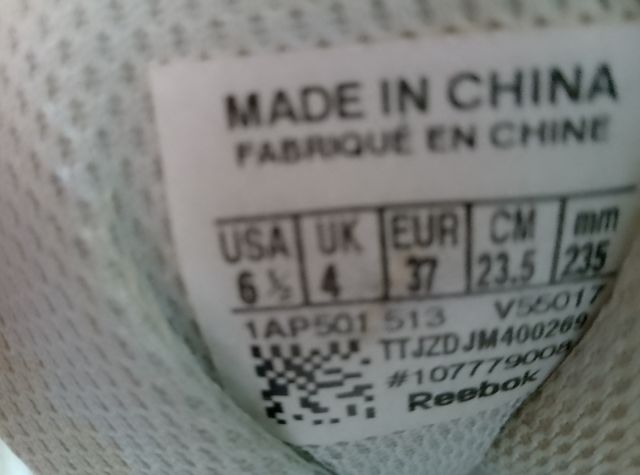 MADE IN CHINA
FABRIQUÉ EN CHINE
USA UK EUR CM mm
6 ½ 4 37 23.5 235
1AP501 513 V55017
TTJZDJM400269
#107779008
Reebok